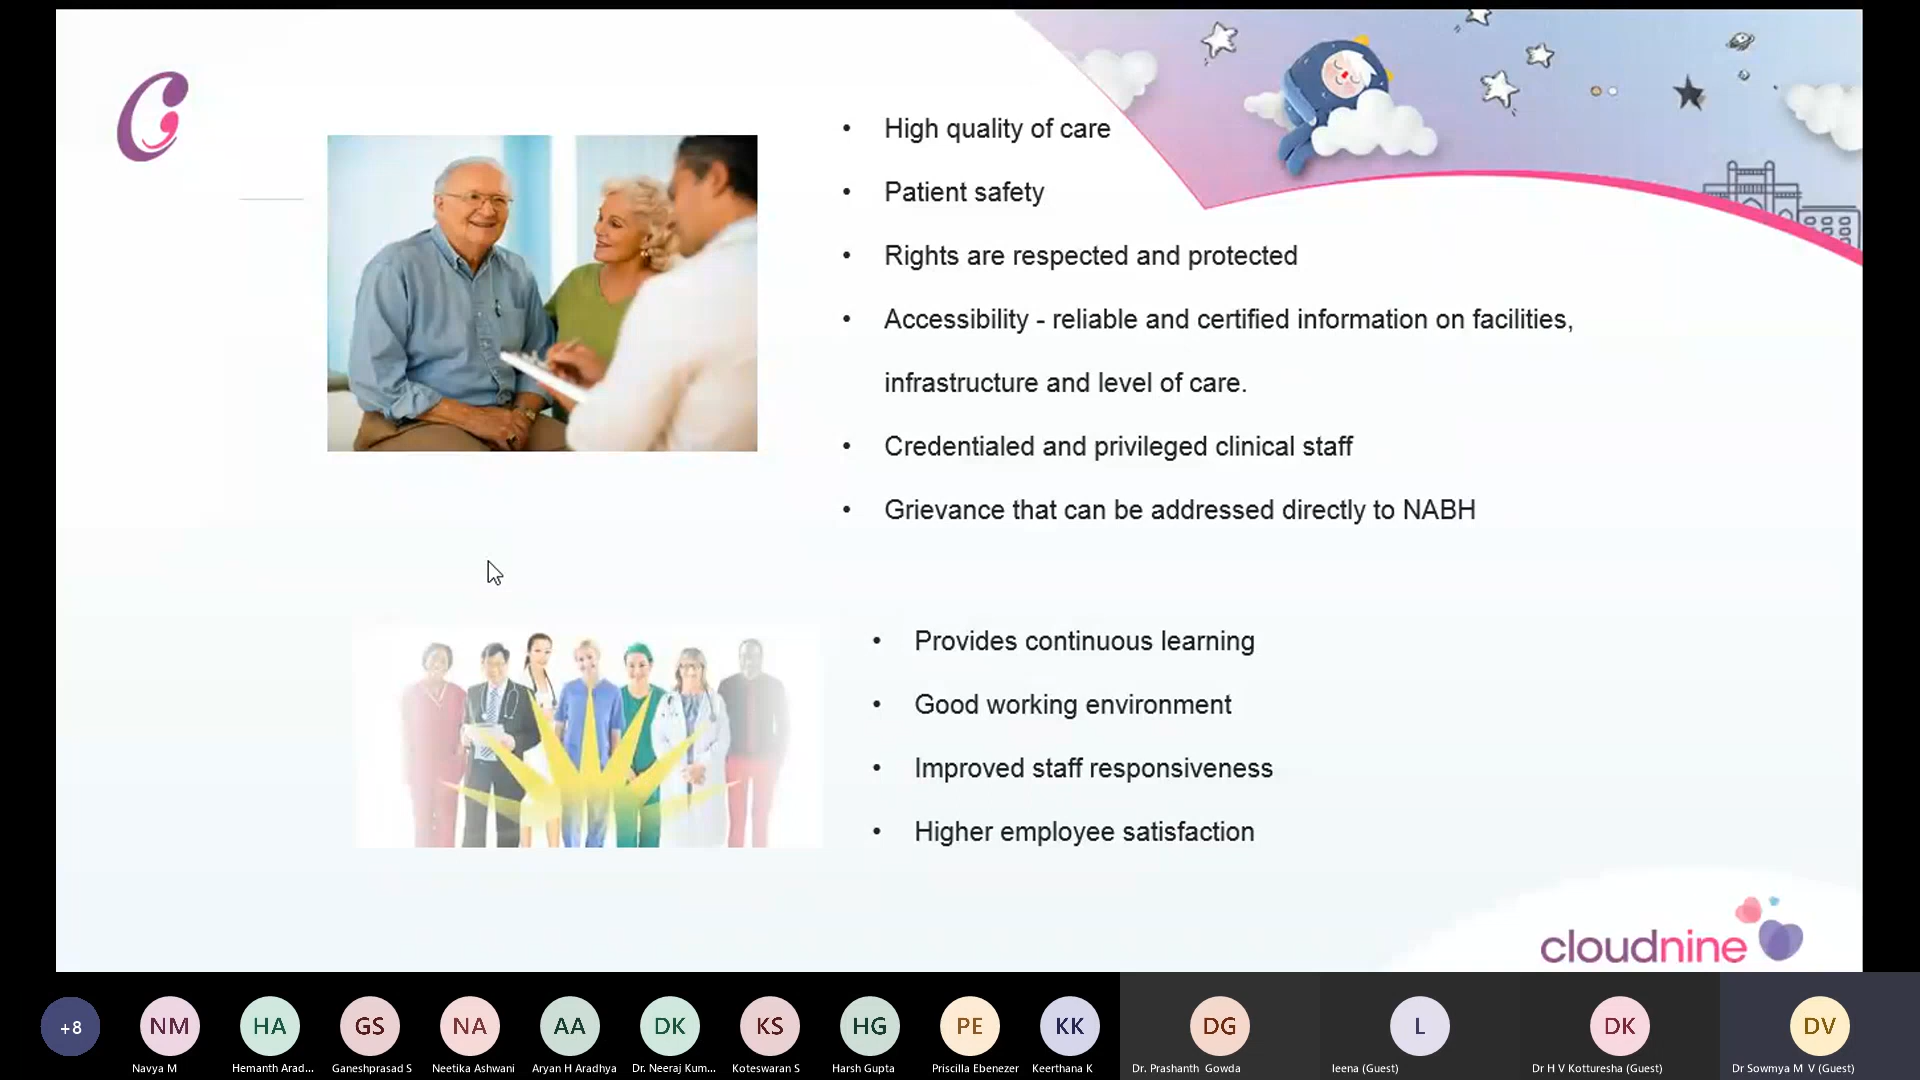 • High quality of care
• Patient safety
• Rights are respected and protected
• Accessibility - reliable and certified information on facilities,
infrastructure and level of care.
• Credentialed and privileged clinical staff
• Grievance that can be addressed directly to NABH
• Provides continuous learning
• Good working environment
• Improved staff responsiveness
• Higher employee satisfaction
cloudnine
+8
NM
HA
GS
NA
AA
DK
KS
HG
PE
KK
DG
L
DK
DV
Navya M
Hemanth Arad...
Ganeshprasad S
Neetika Ashwani
Aryan H Aradhya
Dr. Neeraj Kum...
Koteswaran S
Harsh Gupta
Priscilla Ebenezer
Keerthana K
Dr. Prashanth Gowda
leena (Guest)
Dr H V Kotturesha (Guest)
Dr Sowmya M V (Guest)